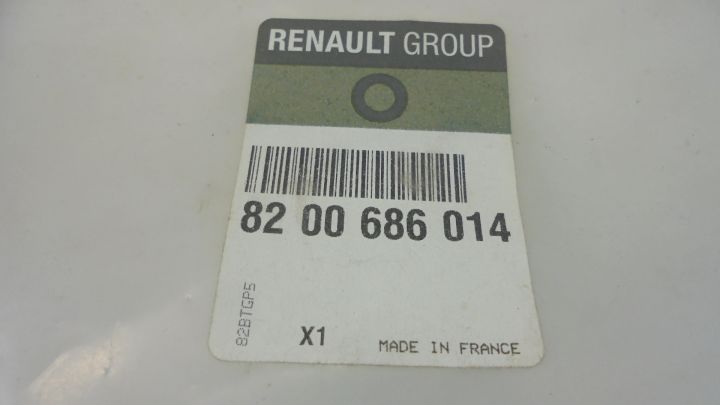 RENAULT GROUP
82 00 686 014
82BTGP5
X1
MADE IN FRANCE